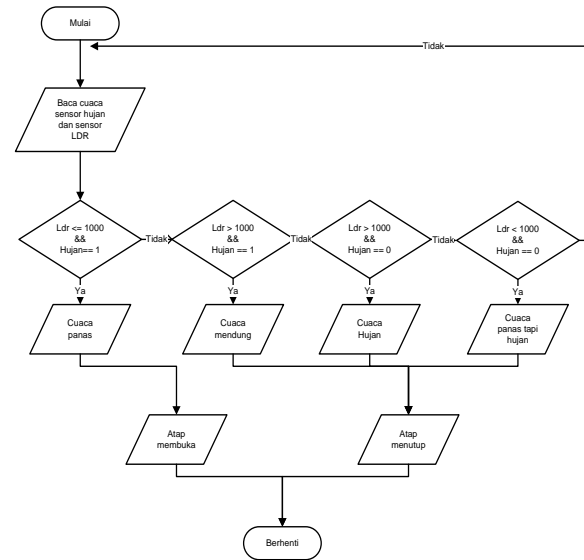 Mulai
Tidak
Baca cuaca
sensor hujan
dan sensor
LDR
Ldr <= 1000
&&
Hujan== 1
Tidak
Ldr > 1000
&&
Hujan == 1
Tidak
Ldr > 1000
&&
Hujan == 0
Tidak
Ldr < 1000
&&
Hujan == 0
Ya
Ya
Ya
Ya
Cuaca
panas
Cuaca
mendung
Cuaca
Hujan
Cuaca
panas tapi
hujan
Atap
membuka
Atap
menutup
Berhenti